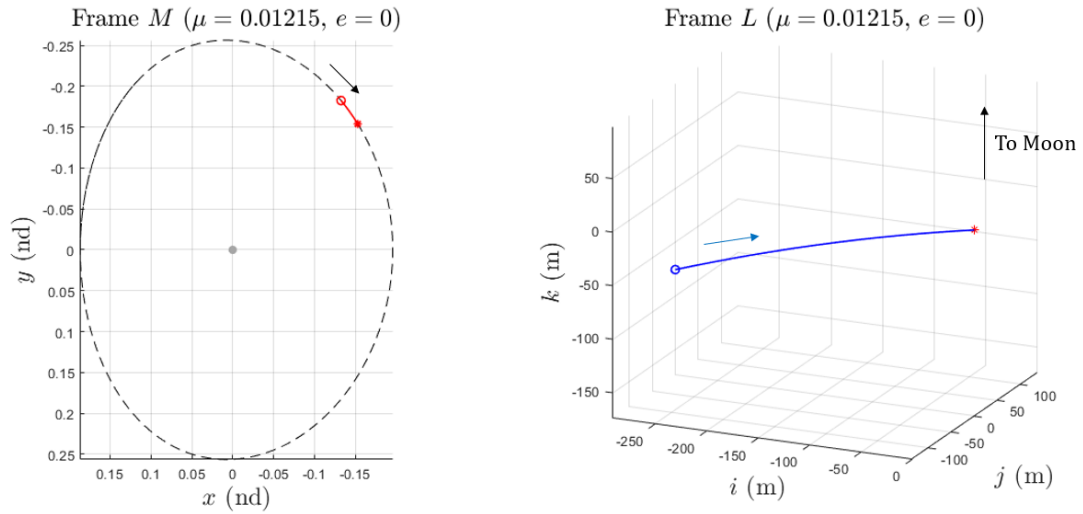 Frame M (μ = 0.01215, e = 0)
-0.25
-0.2
-0.15
-0.1
-0.05
0
0.05
0.1
0.15
0.2
0.25
y (nd)
0.15 0.1 0.05 0 -0.05 -0.1 -0.15
x (nd)
Frame L (μ = 0.01215, e = 0)
To Moon
50
0
-50
-100
-150
k (m)
-250 -200 -150 -100 -50 0
i (m)
100
50
0
-50
-100
j (m)